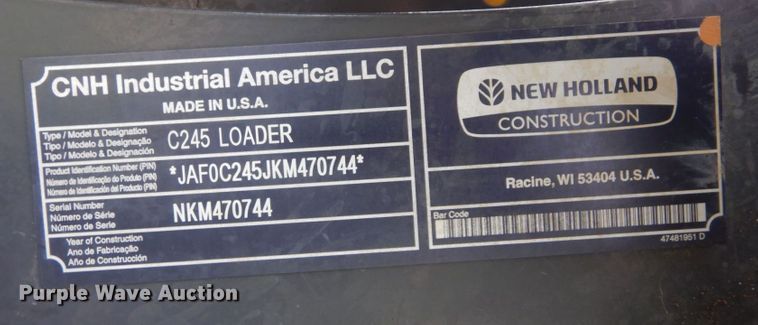 CNH Industrial America LLC
MADE IN U.S.A.
Type / Model & Designation
Tipo / Modelo & Designação
Tipo / Modelo & Designación
C245 LOADER
Product Identification Number (PIN)
Número de Identificação do Produto (PIN)
Número de Identificación del Producto (PIN)
*JAF0C245JKM470744*
Serial Number
Número de Série
Número de Serie
NKM470744
Year of Construction
Ano de Fabricação
Año de Construcción
NEW HOLLAND
CONSTRUCTION
Racine, WI 53404 U.S.A.
Bar Code
47481951 D
Purple Wave Auction